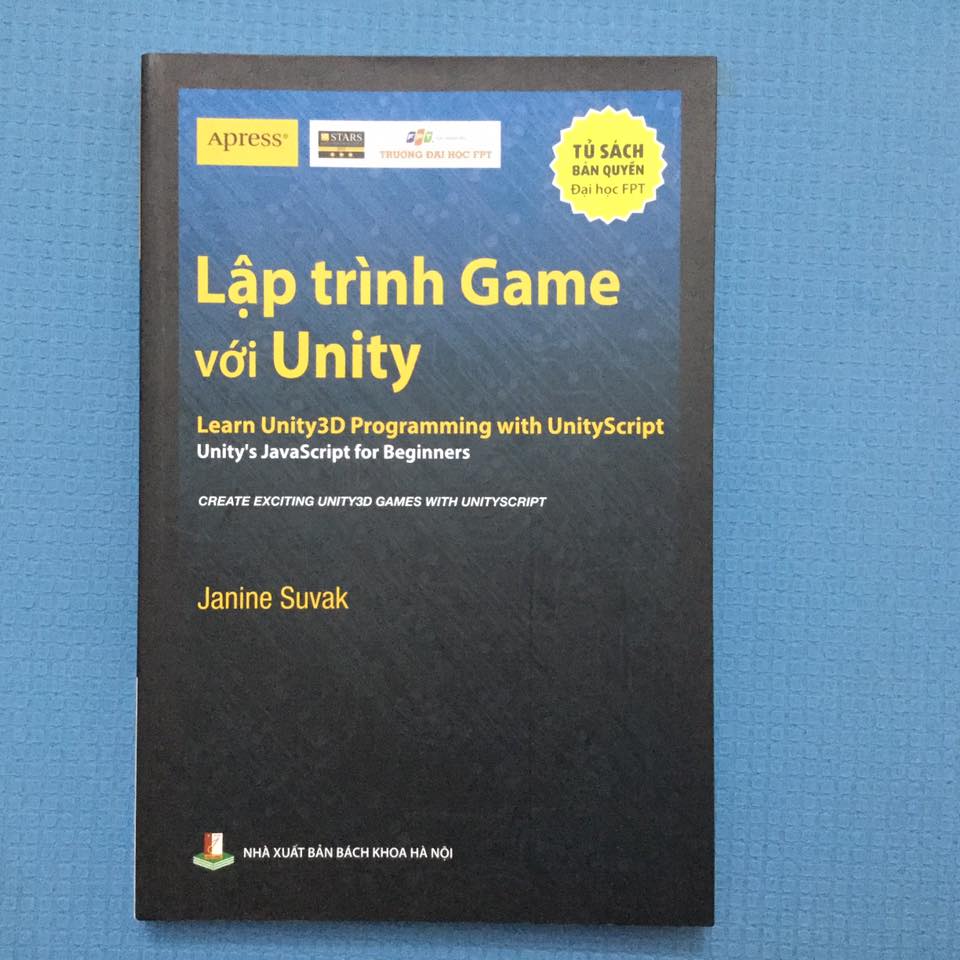 Apress®
STARS
FPT
TRƯỜNG ĐẠI HỌC FPT
TỦ SÁCH
BẢN QUYỀN
Đại học FPT
Lập trình Game
với Unity
Learn Unity3D Programming with UnityScript
Unity's JavaScript for Beginners
CREATE EXCITING UNITY3D GAMES WITH UNITYSCRIPT
Janine Suvak
NHÀ XUẤT BẢN BÁCH KHOA HÀ NỘI